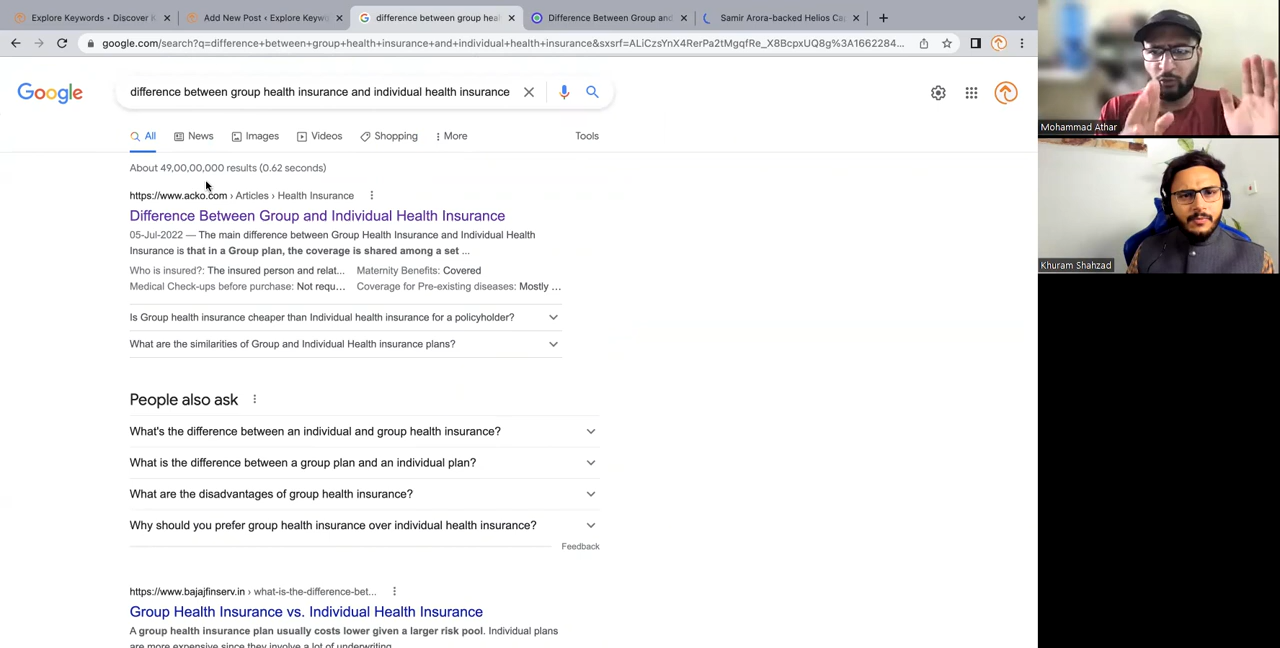 Explore Keywords • Discover K
Add New Post ‹ Explore Keywo
difference between group heal
Difference Between Group and
Samir Arora-backed Helios Ca
google.com/search?q=difference+between+group+health+insurance+and+individual+health+insurance&sxsrf=ALiCzsYnX4RerPa2tMgqfRe_X8BcpxUQ8g%3A1662284...
Google
difference between group health insurance and individual health insurance
All
News
Images
Videos
Shopping
More
Tools
About 49,00,00,000 results (0.62 seconds)
https://www.acko.com › Articles › Health Insurance
Difference Between Group and Individual Health Insurance
05-Jul-2022 — The main difference between Group Health Insurance and Individual Health
Insurance is that in a Group plan, the coverage is shared among a set ...
Who is insured?: The insured person and relat... Maternity Benefits: Covered
Medical Check-ups before purchase: Not requ... Coverage for Pre-existing diseases: Mostly ...
Is Group health insurance cheaper than Individual health insurance for a policyholder?
What are the similarities of Group and Individual Health insurance plans?
People also ask
What's the difference between an individual and group health insurance?
What is the difference between a group plan and an individual plan?
What are the disadvantages of group health insurance?
Why should you prefer group health insurance over individual health insurance?
Feedback
https://www.bajajfinserv.in › what-is-the-difference-bet...
Group Health Insurance vs. Individual Health Insurance
A group health insurance plan usually costs lower given a larger risk pool. Individual plans
are more expensive since they involve a lot of underwriting.
Mohammad Athar
Khuram Shahzad